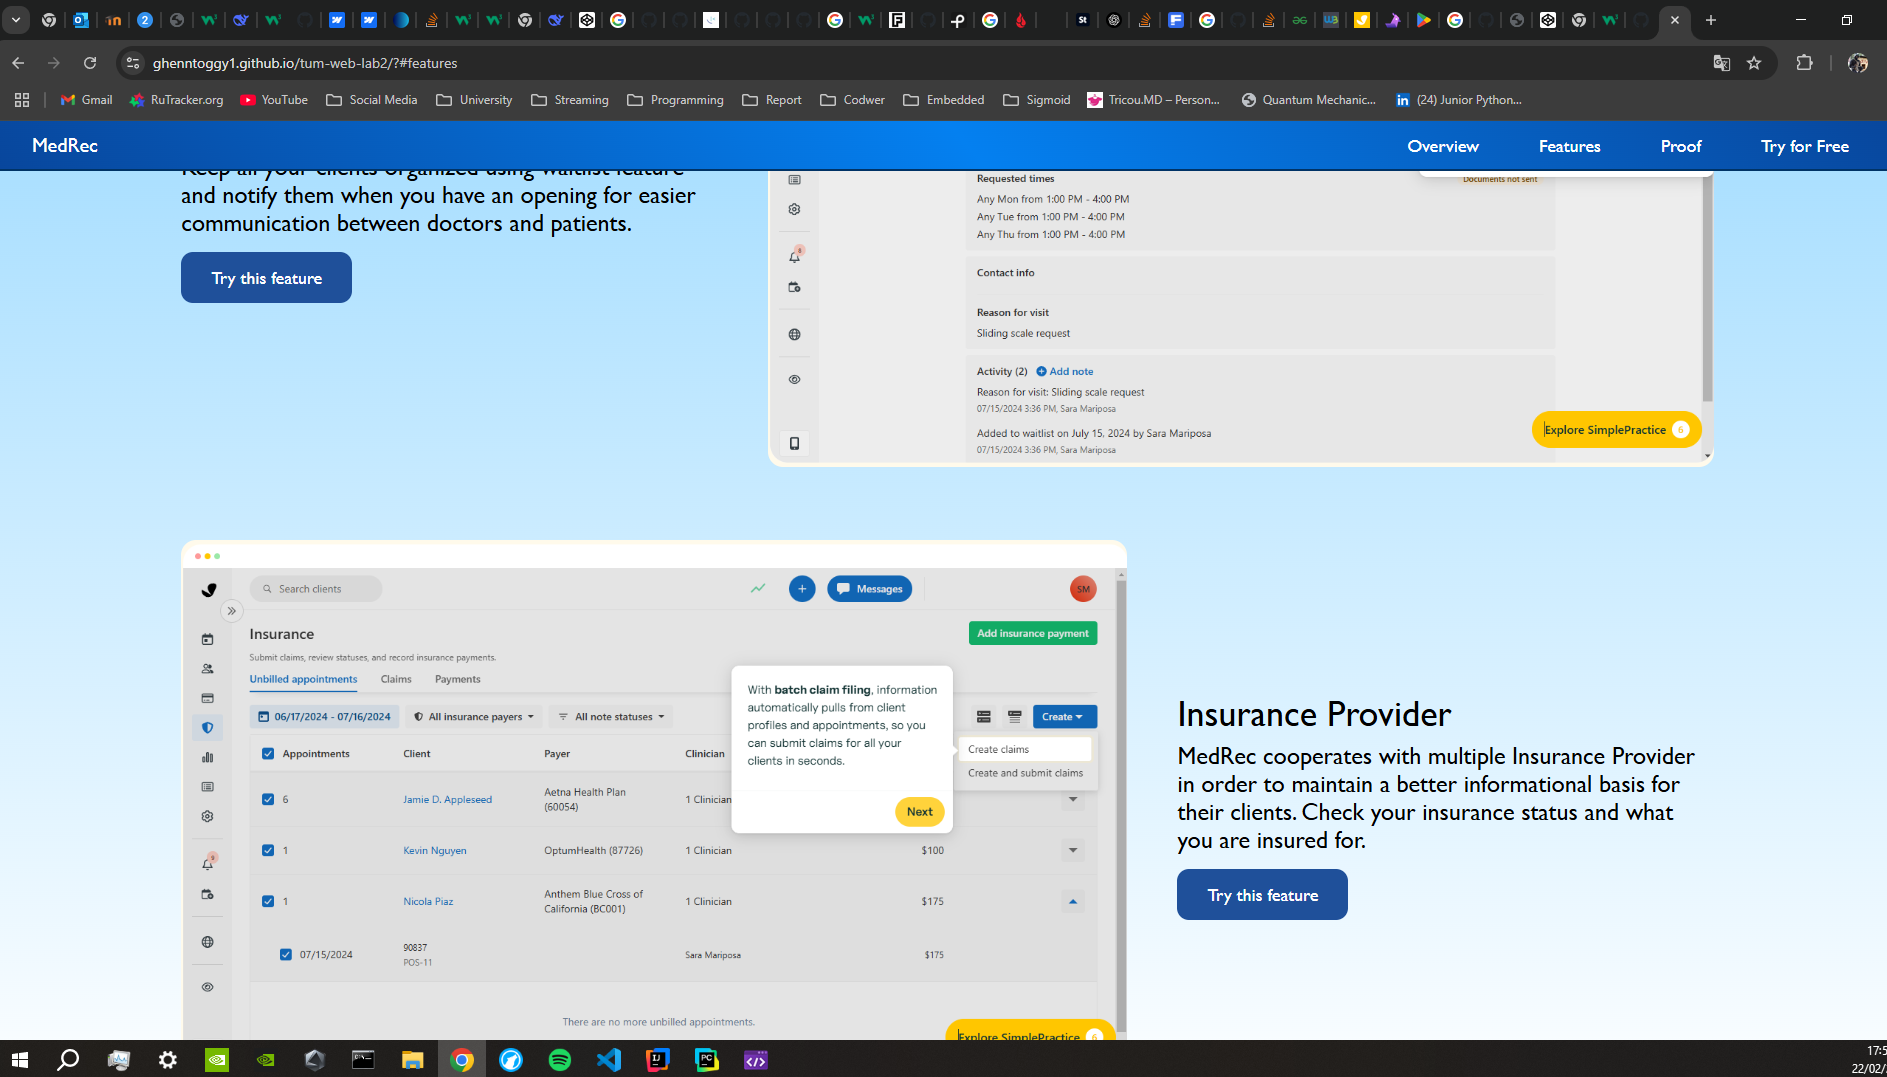 2
St
W3
ghenntoggy1.github.io/tum-web-lab2/?#features
Gmail
RuTracker.org
YouTube
Social Media
University
Streaming
Programming
Report
Codwer
Embedded
Sigmoid
Tricou.MD – Person...
Quantum Mechanic...
in
(24) Junior Python...
MedRec
Overview
Features
Proof
Try for Free
Keep all your clients organized using waitlist feature
and notify them when you have an opening for easier
communication between doctors and patients.
Try this feature
Requested times
Documents not sent
Any Mon from 1:00 PM - 4:00 PM
Any Tue from 1:00 PM - 4:00 PM
Any Thu from 1:00 PM - 4:00 PM
Contact info
Reason for visit
Sliding scale request
Activity (2)
Add note
Reason for visit: Sliding scale request
07/15/2024 3:36 PM, Sara Mariposa
Added to waitlist on July 15, 2024 by Sara Mariposa
07/15/2024 3:36 PM, Sara Mariposa
Explore SimplePractice 6
Search clients
Messages
SM
Insurance
Add insurance payment
Submit claims, review statuses, and record insurance payments.
Unbilled appointments
Claims
Payments
06/17/2024 - 07/16/2024
All insurance payers
All note statuses
Create
Create claims
Create and submit claims
With batch claim filing, information
automatically pulls from client
profiles and appointments, so you
can submit claims for all your
clients in seconds.
Next
Appointments
Client
Payer
Clinician
6
Jamie D. Appleseed
Aetna Health Plan
(60054)
1 Clinician
1
Kevin Nguyen
OptumHealth (87726)
1 Clinician
$100
1
Nicola Piaz
Anthem Blue Cross of
California (BC001)
1 Clinician
$175
07/15/2024
90837
POS-11
Sara Mariposa
$175
There are no more unbilled appointments.
Explore SimplePractice 6
Insurance Provider
MedRec cooperates with multiple Insurance Provider
in order to maintain a better informational basis for
their clients. Check your insurance status and what
you are insured for.
Try this feature
IJ
PC
17:5
22/02/